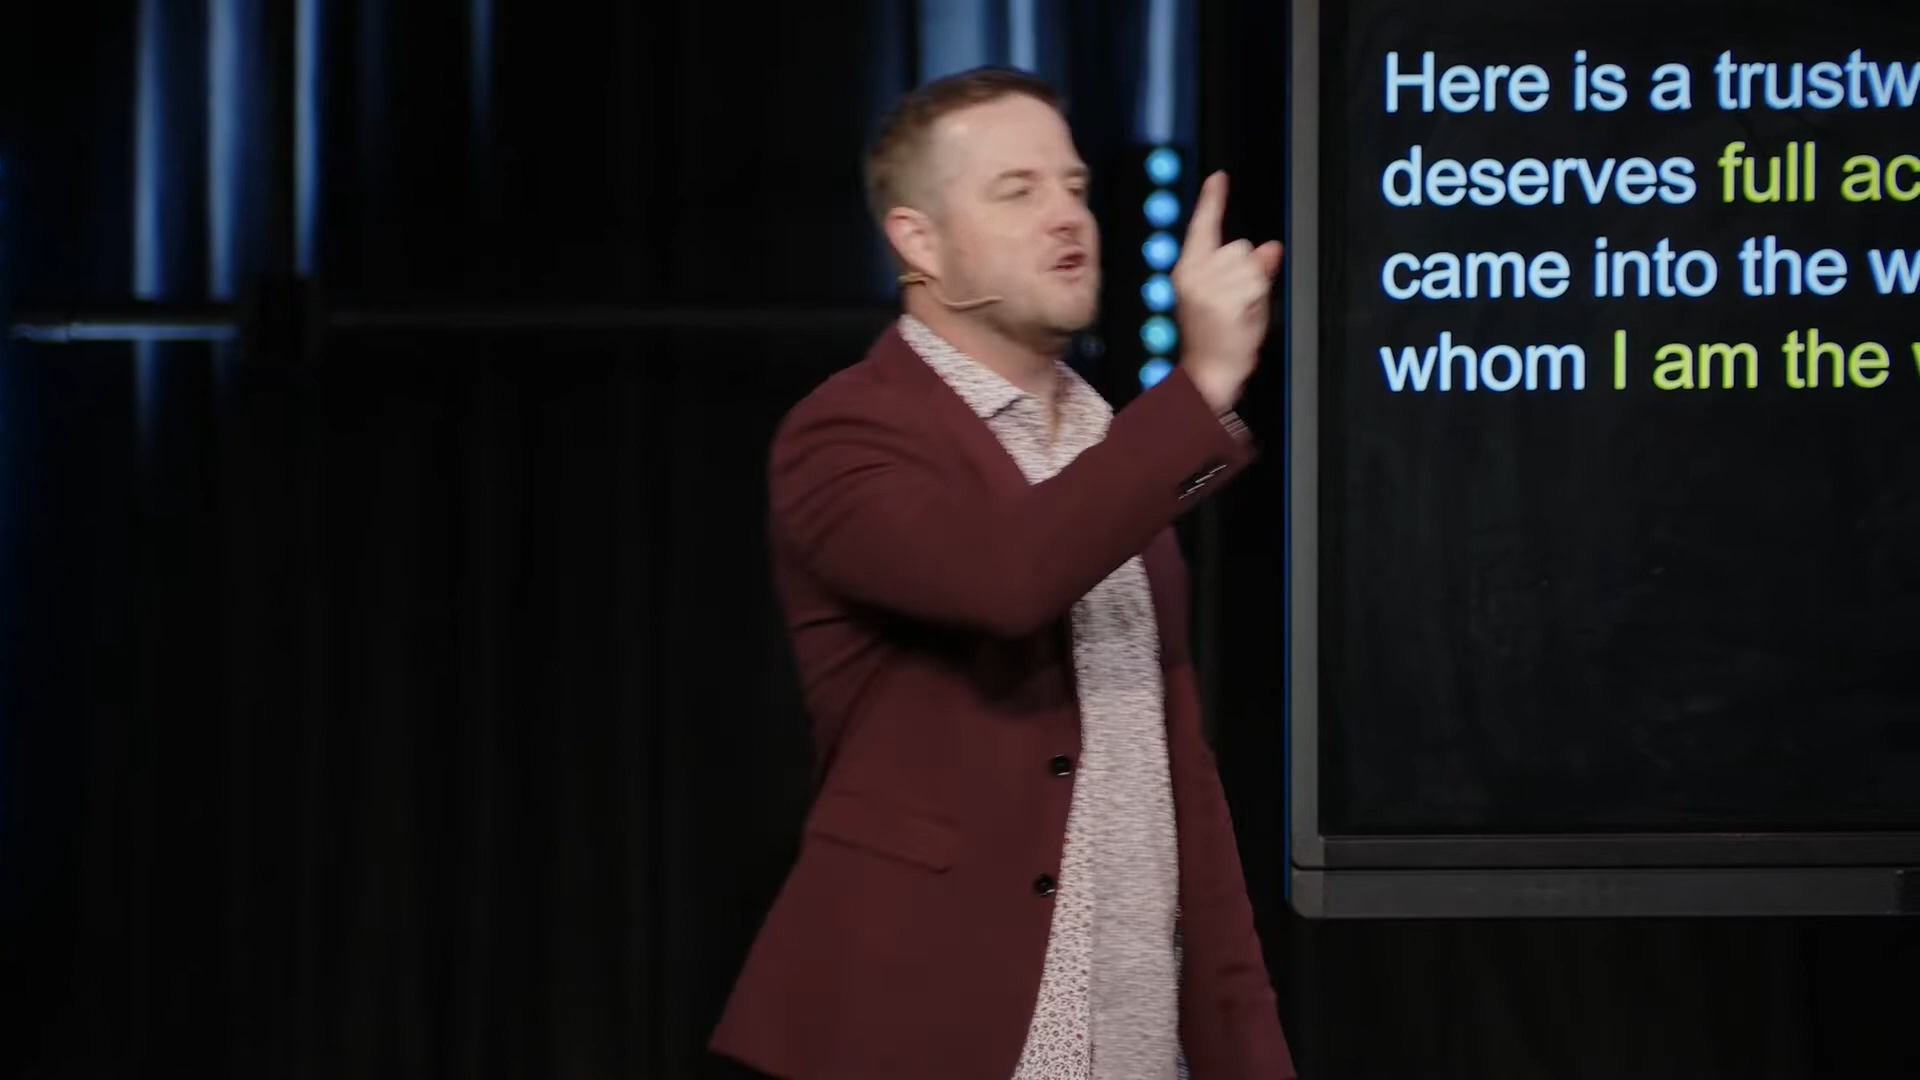 Here is a
deserves full
came into the
whom I am the